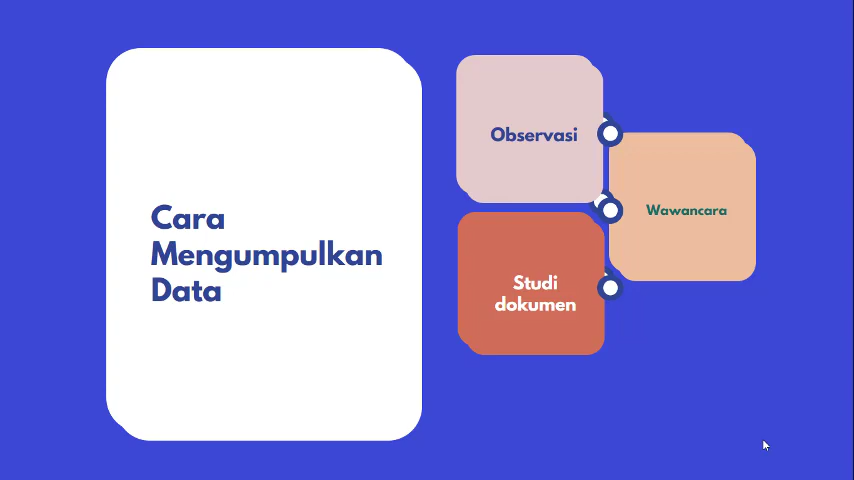 Cara
Mengumpulkan
Data
Observasi
Wawancara
Studi
dokumen